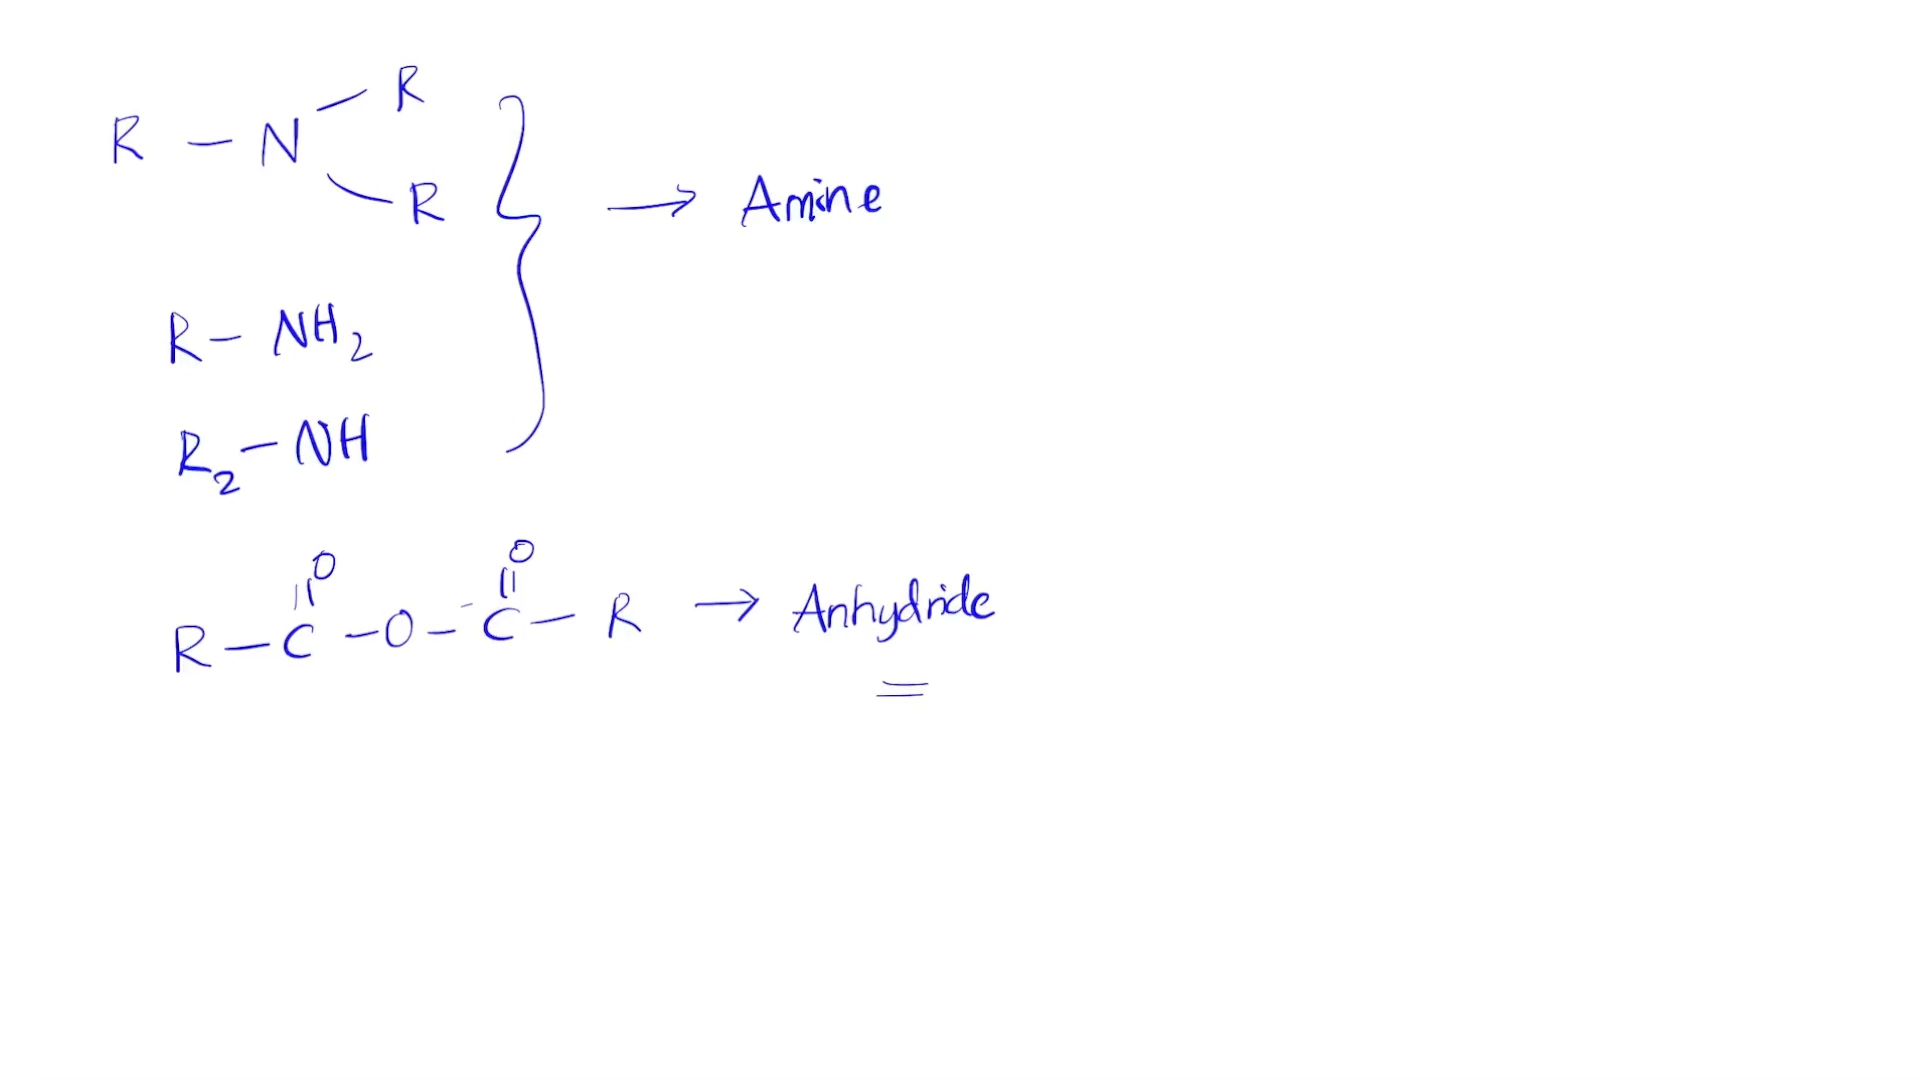 R
R — N → Amine
R
R – NH2
R2 – NH
O O
R – C – O – C – R → Anhydride